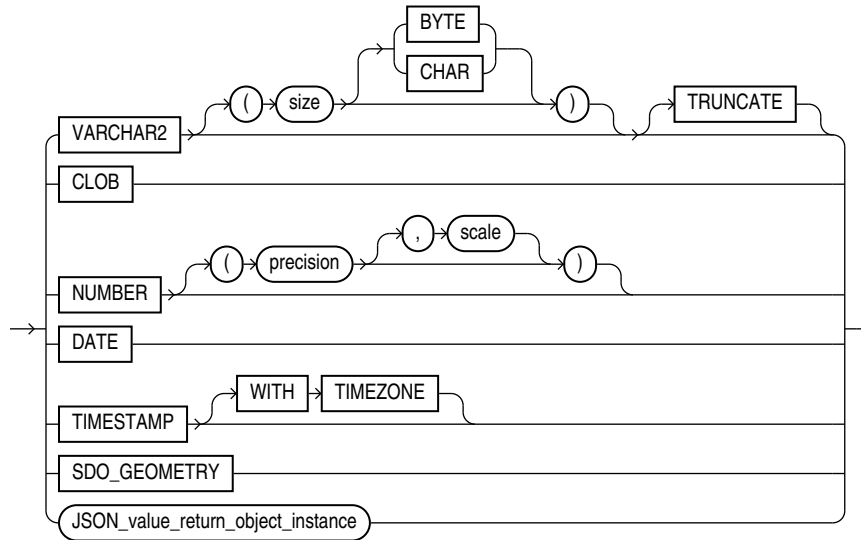 BYTE
CHAR
( size )
TRUNCATE
VARCHAR2
CLOB
, scale
( precision )
NUMBER
DATE
WITH TIMEZONE
TIMESTAMP
SDO_GEOMETRY
JSON_value_return_object_instance